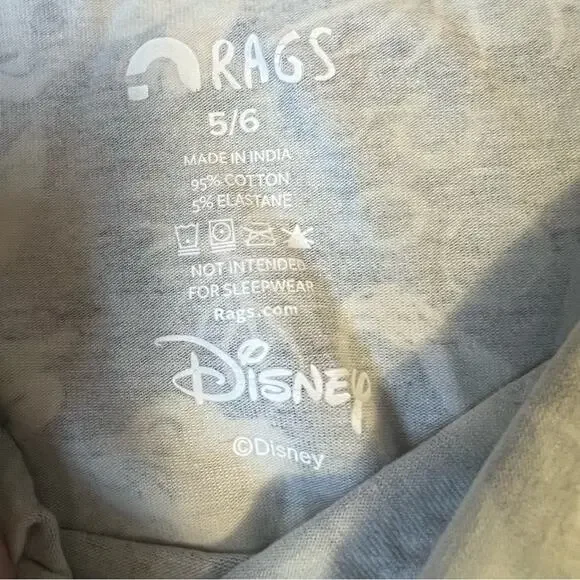 RAGS
5/6
MADE IN INDIA
95% COTTON
5% ELASTANE
NOT INTENDED
FOR SLEEPWEAR
Rags.com
Disney
©Disney